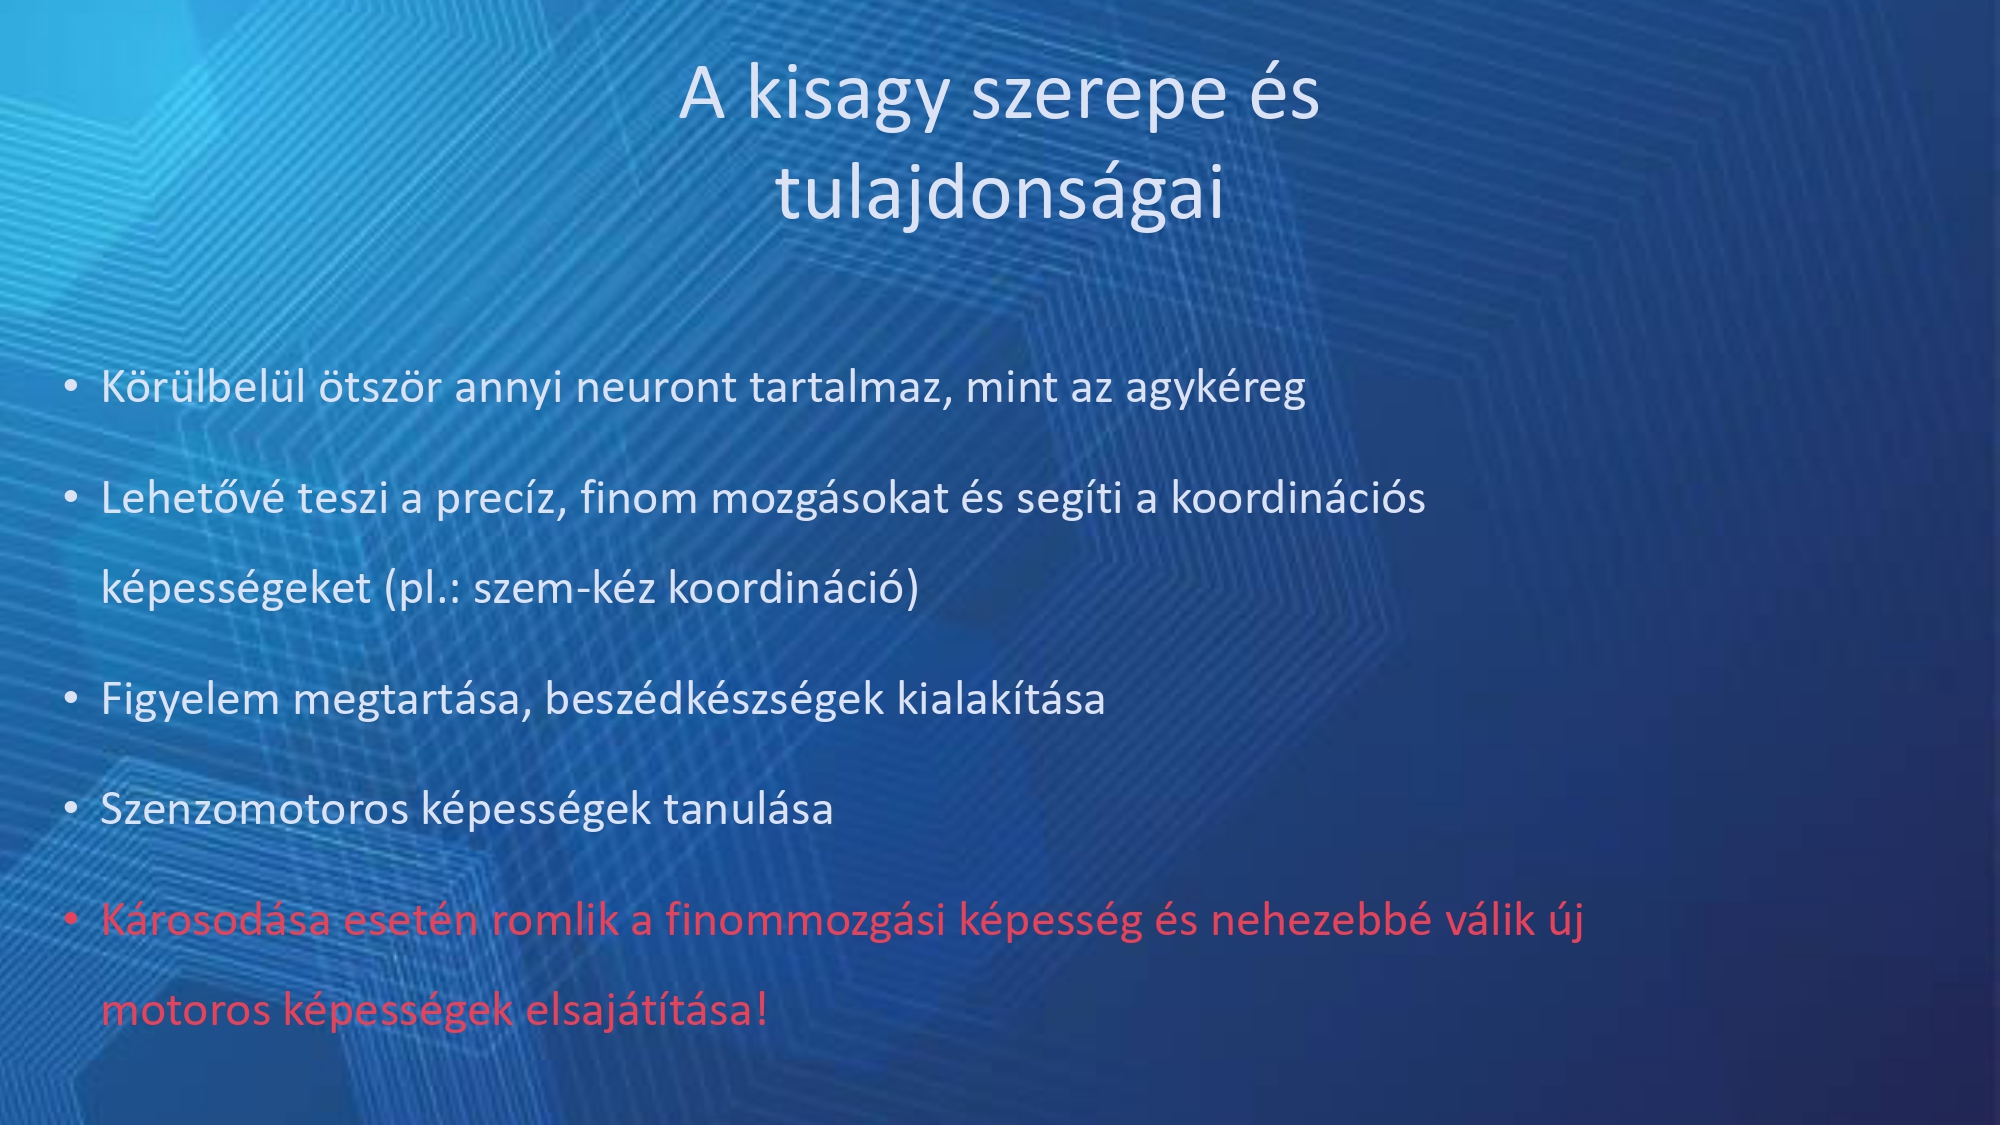 A kisagy szerepe és
tulajdonságai
• Körülbelül ötször annyi neuront tartalmaz, mint az agykéreg
• Lehetővé teszi a precíz, finom mozgásokat és segíti a koordinációs
képességeket (pl.: szem-kéz koordináció)
• Figyelem megtartása, beszédkészségek kialakítása
• Szenzomotoros képességek tanulása
• Károsodása esetén romlik a finommozgási képesség és nehezebbé válik új
motoros képességek elsajátítása!